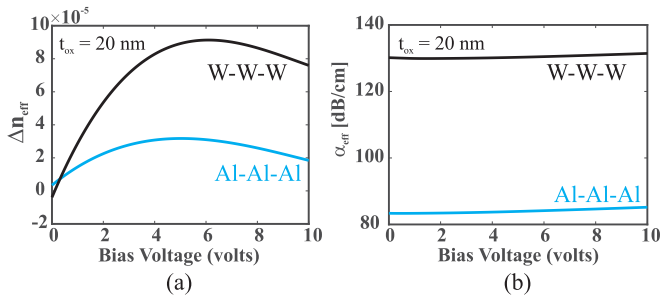 10 ×10⁻⁵
t_ox = 20 nm
8
W-W-W
6
4
2
Al-Al-Al
0
-2
Δn_eff
0 2 4 6 8 10
Bias Voltage (volts)
(a)
140
t_ox = 20 nm
W-W-W
120
α_eff [dB/cm]
100
Al-Al-Al
80
0 2 4 6 8 10
Bias Voltage (volts)
(b)